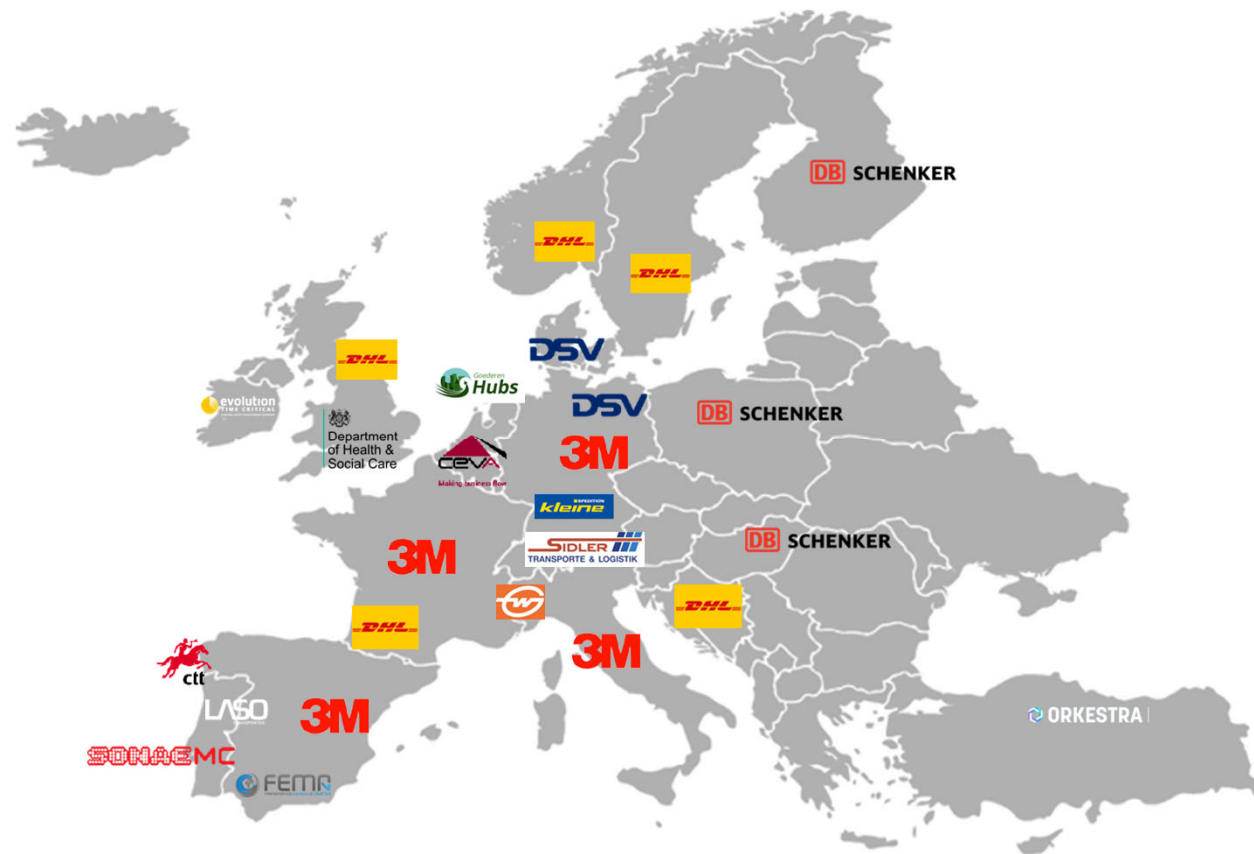 DB SCHENKER
DHL
DHL
DSV
DHL
Goederen
Hubs
evolution
TIME CRITICAL
DSV
DB SCHENKER
Department
of Health &
Social Care
3M
CEVA
Making business flow
SPEDITION
kleine
DB SCHENKER
3M
SIDLER
TRANSPORTE & LOGISTIK
GW
DHL
DHL
3M
ctt
LASO
TRANSPORTES
3M
ORKESTRA
SONAEMC
FEMA